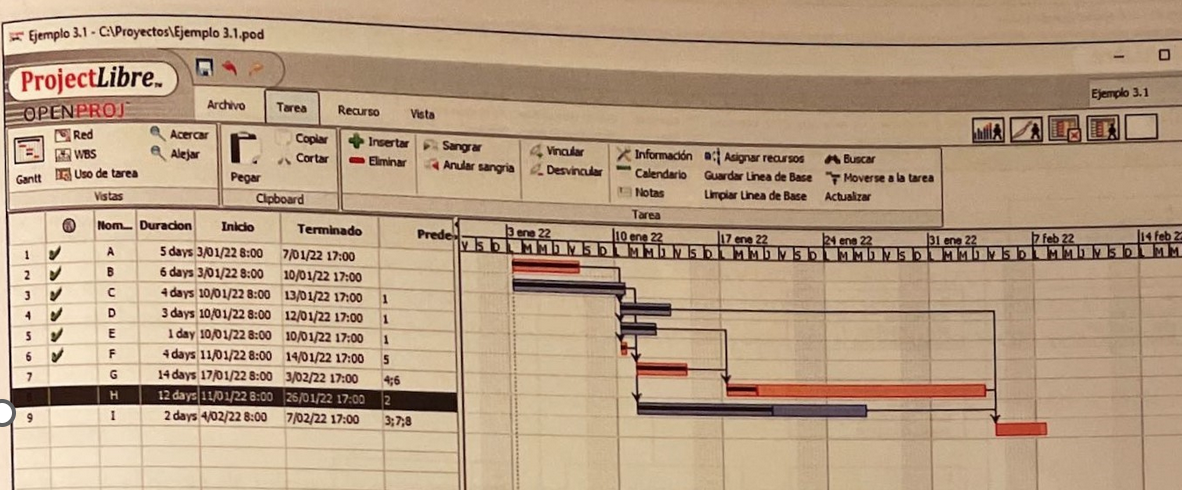 Ejemplo 3.1 - C:\Proyectos\Ejemplo 3.1.pod
ProjectLibre™
OPENPROJ
Archivo Tarea Recurso Vista
Ejemplo 3.1
Red Acercar Copiar Insertar Sangrar Vincular Información Asignar recursos Buscar
WBS Alejar Cortar Eliminar Anular sangria Desvincular Calendario Guardar Linea de Base Moverse a la tarea
Gantt Uso de tarea Pegar Notas Limpiar Linea de Base Actualizar
Vistas Clipboard Tarea
Nom... Duracion Inicio Terminado Prede
3 ene 22 10 ene 22 17 ene 22 24 ene 22 31 ene 22 7 feb 22 14 feb 22
V S D L M M J V S D L M M J V S D L M M J V S D L M M J V S D L M M J V S D L M M J V S D L M M
1 A 5 days 3/01/22 8:00 7/01/22 17:00
2 B 6 days 3/01/22 8:00 10/01/22 17:00
3 C 4 days 10/01/22 8:00 13/01/22 17:00 1
4 D 3 days 10/01/22 8:00 12/01/22 17:00 1
5 E 1 day 10/01/22 8:00 10/01/22 17:00 1
6 F 4 days 11/01/22 8:00 14/01/22 17:00 5
7 G 14 days 17/01/22 8:00 3/02/22 17:00 4;6
H 12 days 11/01/22 8:00 26/01/22 17:00 2
9 I 2 days 4/02/22 8:00 7/02/22 17:00 3;7;8